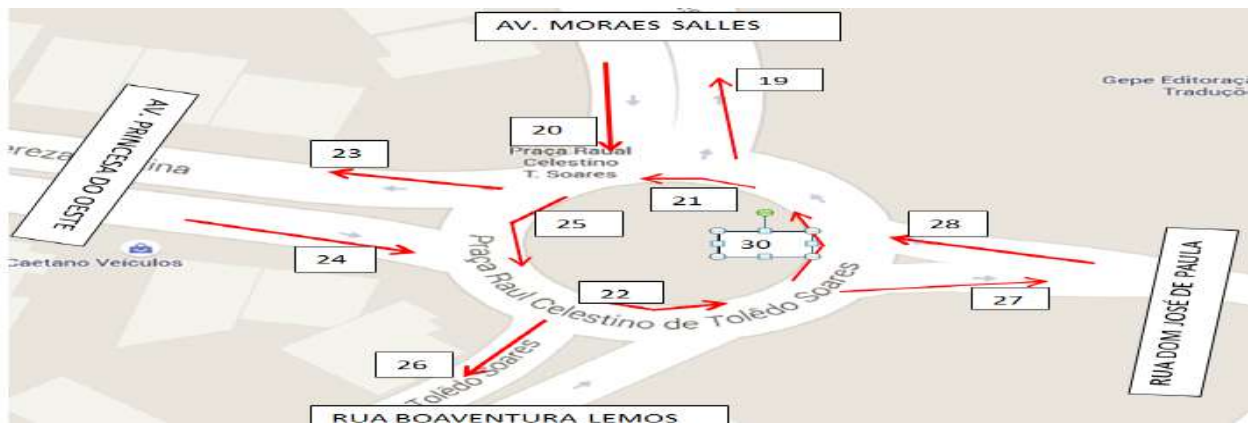 AV. MORAES SALLES
19
Gepe Editoraç
Traduçõ
20
AV. PRINCESA DO OESTE
23
Praça Raual
Celestino
T. Soares
21
25
28
30
24
Caetano Veículos
22
27
Praça Raul Celestino de Tolêdo Soares
RUA DOM JOSÉ DE PAULA
26
Tolêdo Soares
RUA BOAVENTURA LEMOS